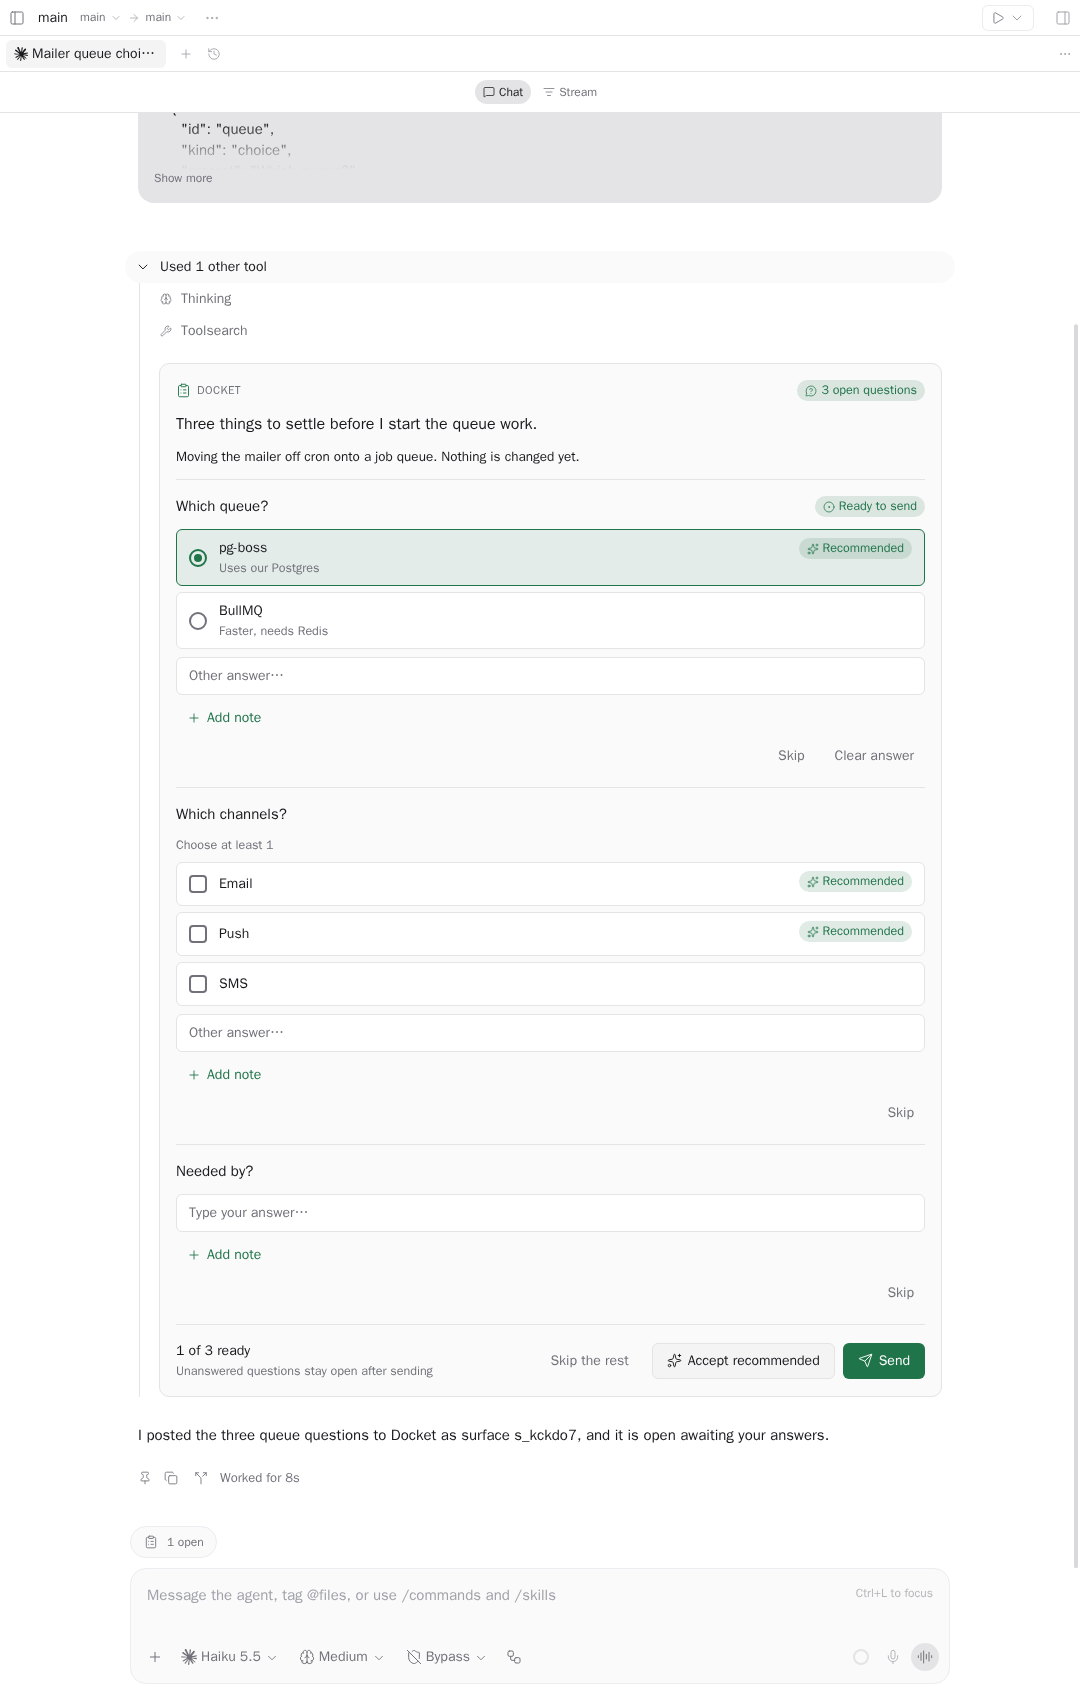 main main main
Mailer queue choi···
Chat Stream
"id": "queue",
"kind": "choice",
Show more
Used 1 other tool
Thinking
Toolsearch
DOCKET 3 open questions
Three things to settle before I start the queue work.
Moving the mailer off cron onto a job queue. Nothing is changed yet.
Which queue? Ready to send
pg-boss Recommended
Uses our Postgres
BullMQ
Faster, needs Redis
Other answer···
Add note
Skip Clear answer
Which channels?
Choose at least 1
Email Recommended
Push Recommended
SMS
Other answer···
Add note
Skip
Needed by?
Type your answer···
Add note
Skip
1 of 3 ready
Unanswered questions stay open after sending
Skip the rest Accept recommended Send
I posted the three queue questions to Docket as surface s_kckdo7, and it is open awaiting your answers.
Worked for 8s
1 open
Message the agent, tag @files, or use /commands and /skills Ctrl+L to focus
Haiku 5.5 Medium Bypass